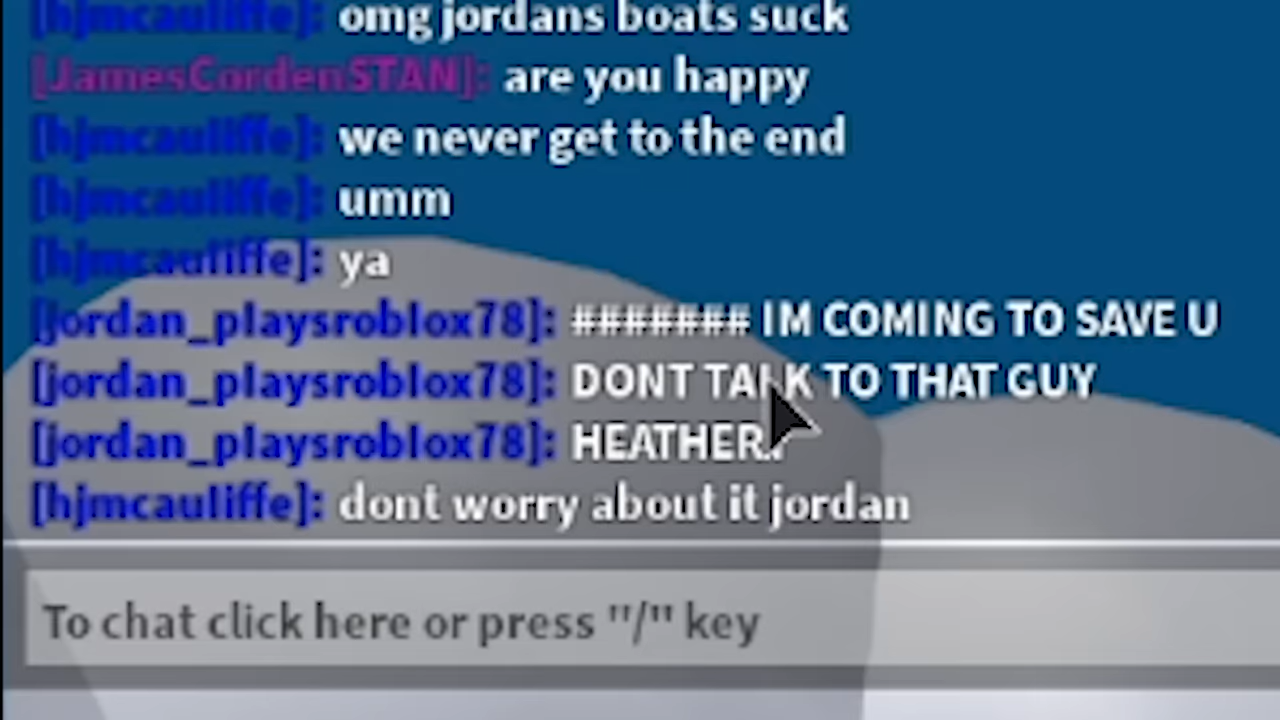 [hjmcauliffe]: omg jordans boats suck
[JamesCordenSTAN]: are you happy
[hjmcauliffe]: we never get to the end
[hjmcauliffe]: umm
[hjmcauliffe]: ya
[jordan_playsroblox78]: ####### IM COMING TO SAVE U
[jordan_playsroblox78]: DONT TALK TO THAT GUY
[jordan_playsroblox78]: HEATHER..
[hjmcauliffe]: dont worry about it jordan
To chat click here or press "/" key